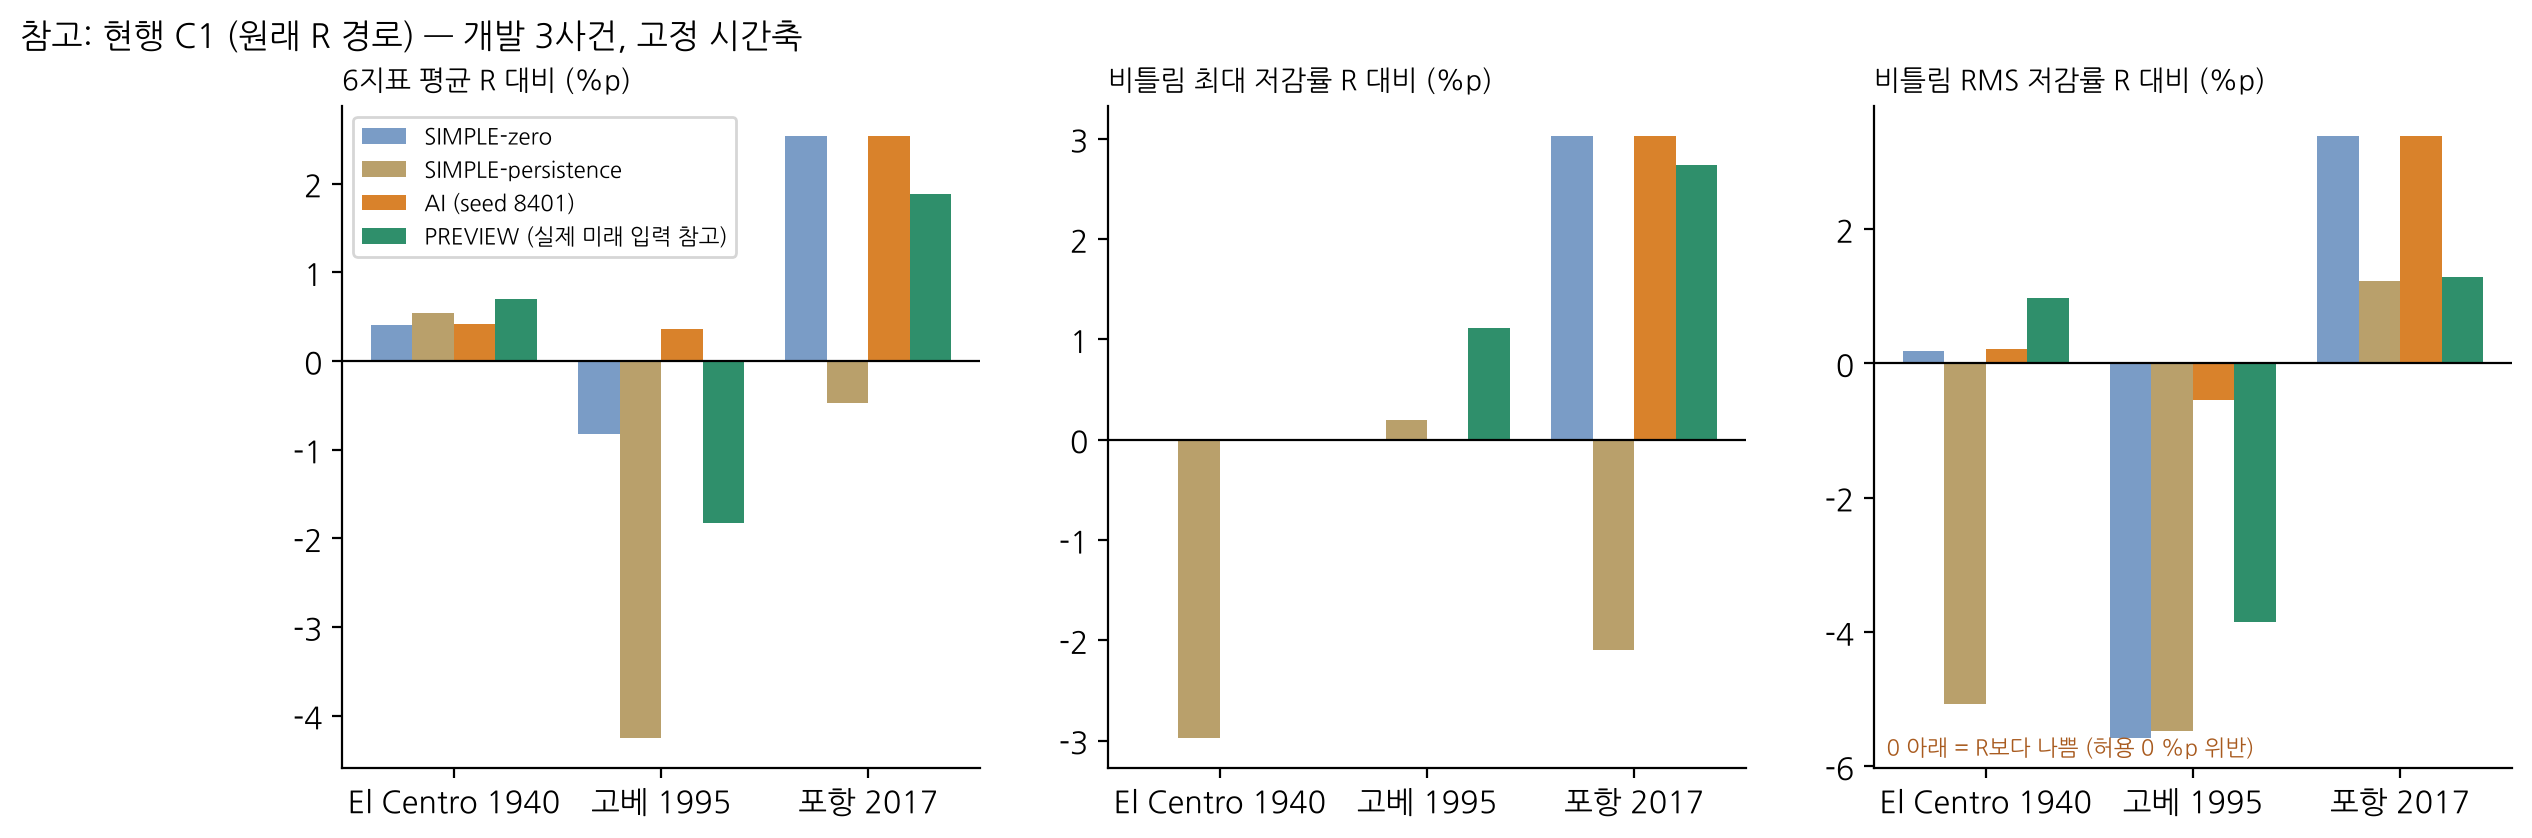 참고: 현행 C1 (원래 R 경로) — 개발 3사건, 고정 시간축
6지표 평균 R 대비 (%p)
SIMPLE-zero
SIMPLE-persistence
AI (seed 8401)
PREVIEW (실제 미래 입력 참고)
2
1
0
-1
-2
-3
-4
El Centro 1940 고베 1995 포항 2017
비틀림 최대 저감률 R 대비 (%p)
3
2
1
0
-1
-2
-3
El Centro 1940 고베 1995 포항 2017
비틀림 RMS 저감률 R 대비 (%p)
2
0
-2
-4
-6
0 아래 = R보다 나쁨 (허용 0 %p 위반)
El Centro 1940 고베 1995 포항 2017